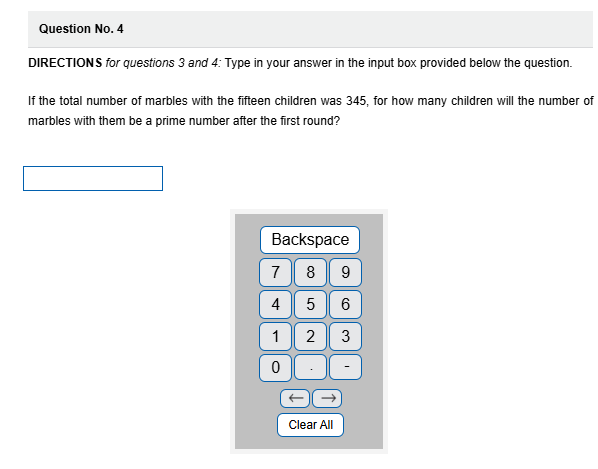 Question No. 4
DIRECTIONS for questions 3 and 4: Type in your answer in the input box provided below the question.
If the total number of marbles with the fifteen children was 345, for how many children will the number of
marbles with them be a prime number after the first round?
Backspace
7 8 9
4 5 6
1 2 3
0 . -
← →
Clear All